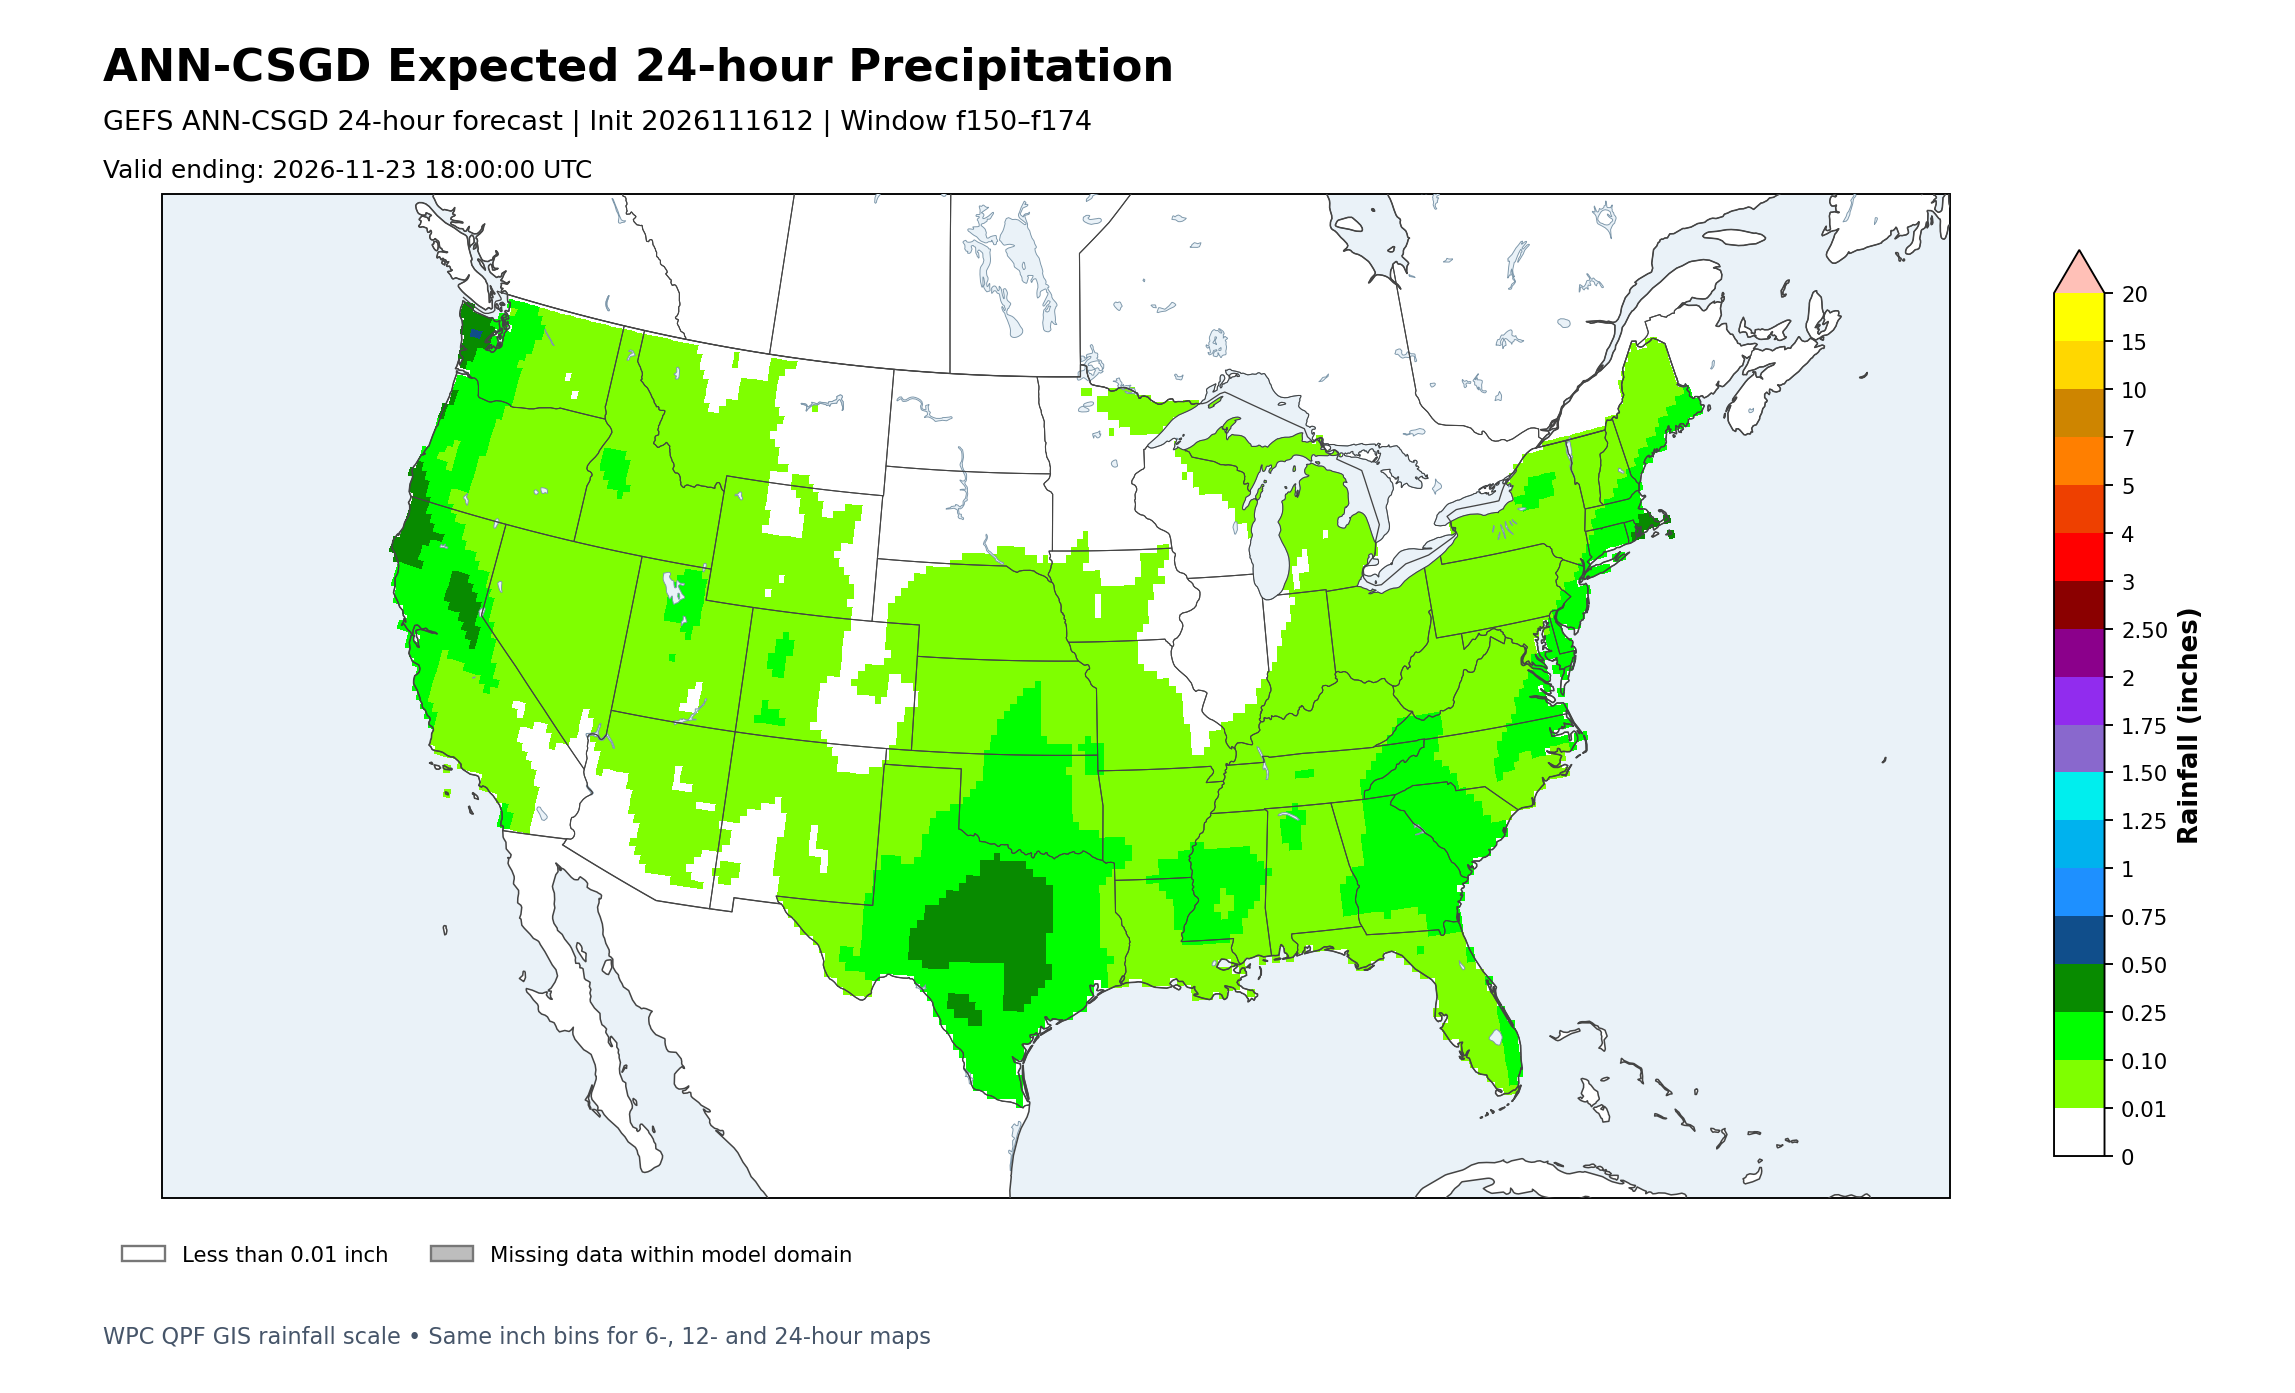 ANN-CSGD Expected 24-hour Precipitation
GEFS ANN-CSGD 24-hour forecast | Init 2026111612 | Window f150–f174
Valid ending: 2026-11-23 18:00:00 UTC
20
15
10
7
5
4
3
2.50
2
1.75
1.50
1.25
1
0.75
0.50
0.25
0.10
0.01
0
Rainfall (inches)
Less than 0.01 inch
Missing data within model domain
WPC QPF GIS rainfall scale • Same inch bins for 6-, 12- and 24-hour maps